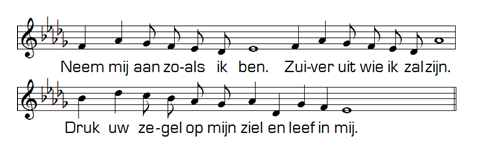 Neem mij aan zo-als ik ben. Zui-ver uit wie ik zal zijn.
Druk uw ze-gel op mijn ziel en leef in mij.